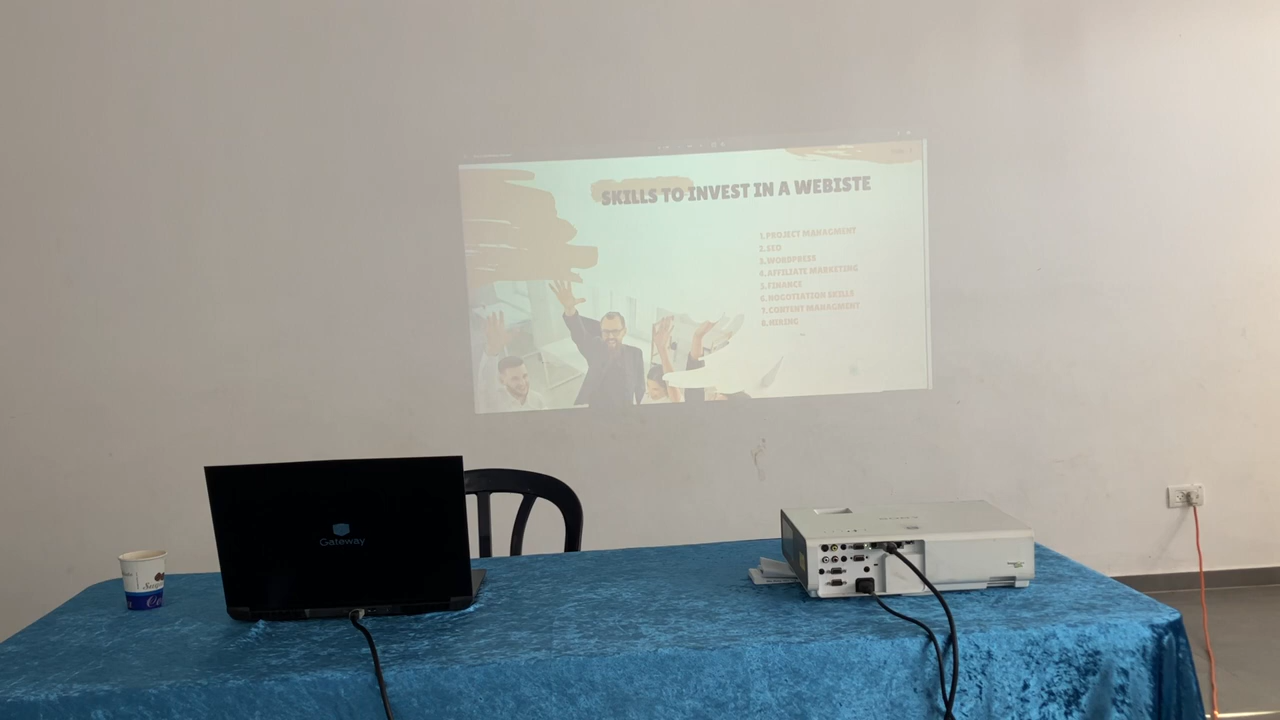 SKILLS TO INVEST IN A WEBISTE
1. PROJECT MANAGMENT
2. SEO
3. WORDPRESS
4. AFFILIATE MARKETING
5. FINANCE
6. NOGOTIATION SKILLS
7. CONTENT MANAGMENT
8. HIRING
Gateway
SONY